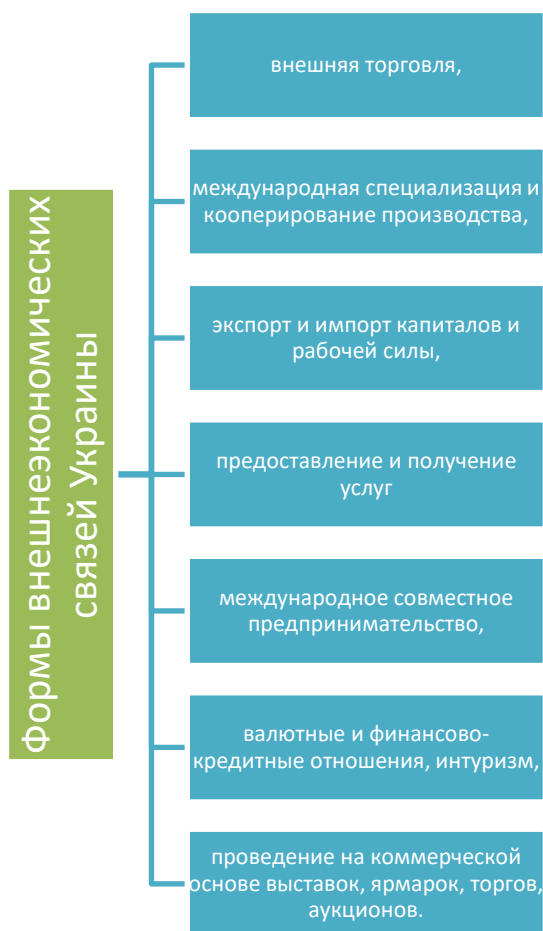 Формы внешнеэкономических
связей Украины
внешняя торговля,
международная специализация и
кооперирование производства,
экспорт и импорт капиталов и
рабочей силы,
предоставление и получение
услуг
международное совместное
предпринимательство,
валютные и финансово-
кредитные отношения, интуризм,
проведение на коммерческой
основе выставок, ярмарок, торгов,
аукционов.